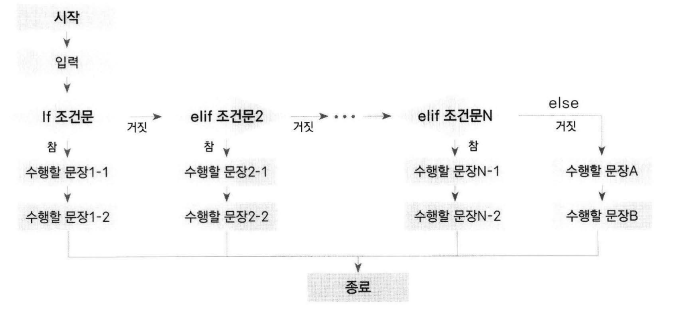 시작
입력
If 조건문
거짓
elif 조건문2
거짓
elif 조건문N
else
거짓
참
참
참
수행할 문장1-1
수행할 문장2-1
수행할 문장N-1
수행할 문장A
수행할 문장1-2
수행할 문장2-2
수행할 문장N-2
수행할 문장B
종료